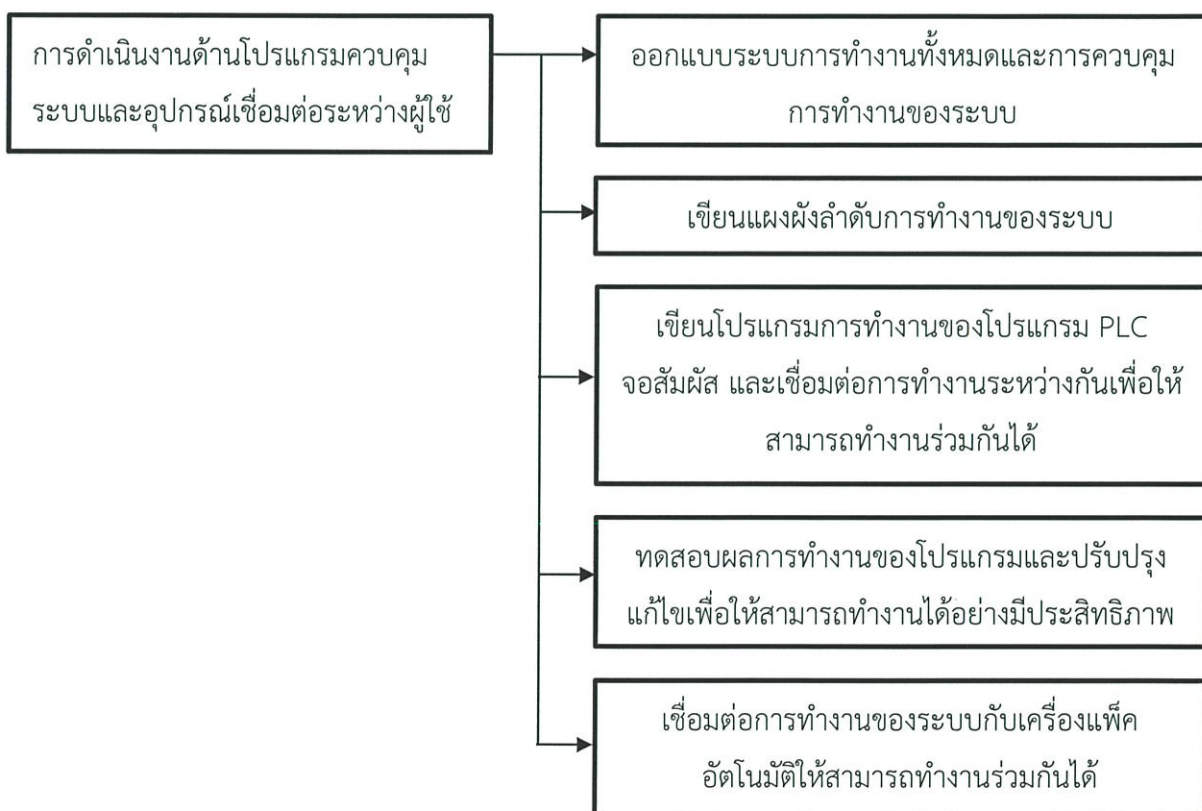 การดำเนินงานด้านโปรแกรมควบคุม
ระบบและอุปกรณ์เชื่อมต่อระหว่างผู้ใช้
ออกแบบระบบการทำงานทั้งหมดและการควบคุม
การทำงานของระบบ
เขียนแผงผังลำดับการทำงานของระบบ
เขียนโปรแกรมการทำงานของโปรแกรม PLC
จอสัมผัส และเชื่อมต่อการทำงานระหว่างกันเพื่อให้
สามารถทำงานร่วมกันได้
ทดสอบผลการทำงานของโปรแกรมและปรับปรุง
แก้ไขเพื่อให้สามารถทำงานได้อย่างมีประสิทธิภาพ
เชื่อมต่อการทำงานของระบบกับเครื่องแพ็ค
อัตโนมัติให้สามารถทำงานร่วมกันได้